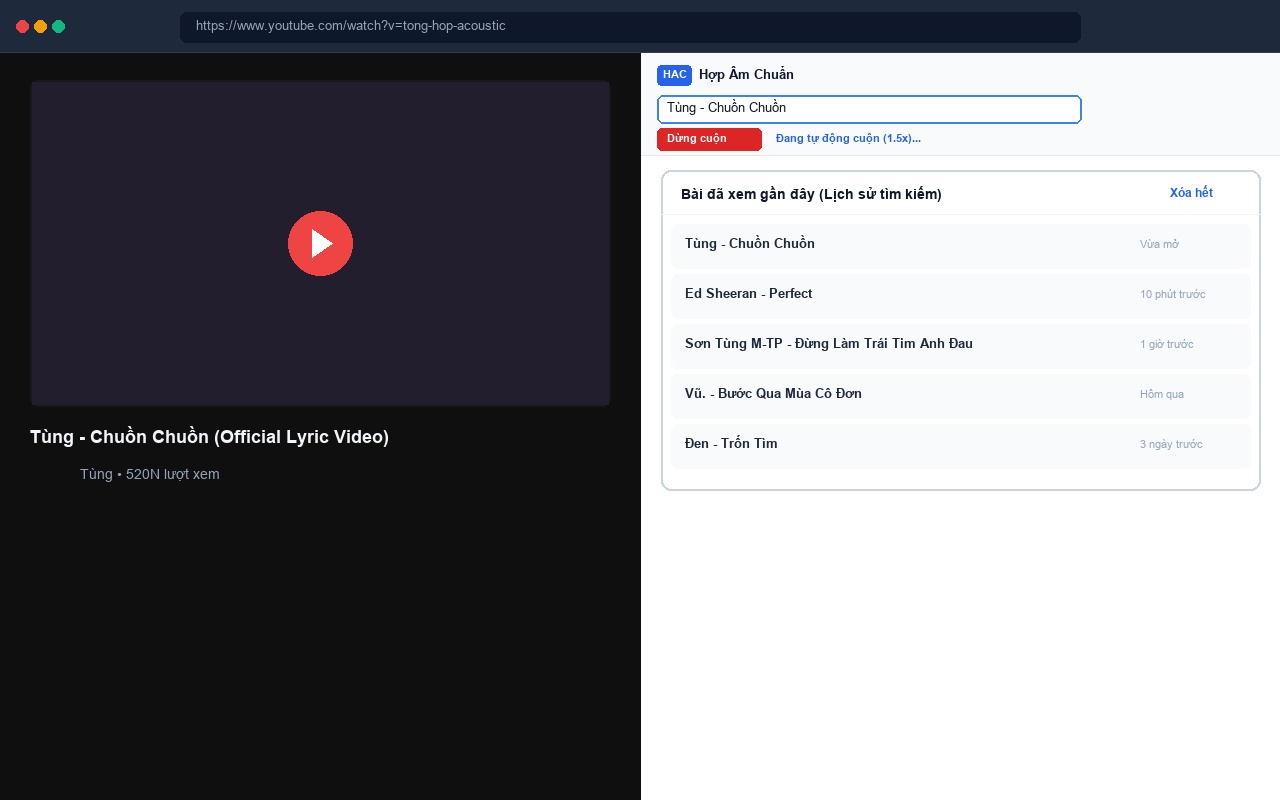 https://www.youtube.com/watch?v=tong-hop-acoustic
Tùng - Chuồn Chuồn (Official Lyric Video)
Tùng • 520N lượt xem
HAC Hợp Âm Chuẩn
Tùng - Chuồn Chuồn
Dừng cuộn Đang tự động cuộn (1.5x)...
Bài đã xem gần đây (Lịch sử tìm kiếm) Xóa hết
Tùng - Chuồn Chuồn Vừa mở
Ed Sheeran - Perfect 10 phút trước
Sơn Tùng M-TP - Đừng Làm Trái Tim Anh Đau 1 giờ trước
Vũ. - Bước Qua Mùa Cô Đơn Hôm qua
Đen - Trốn Tìm 3 ngày trước